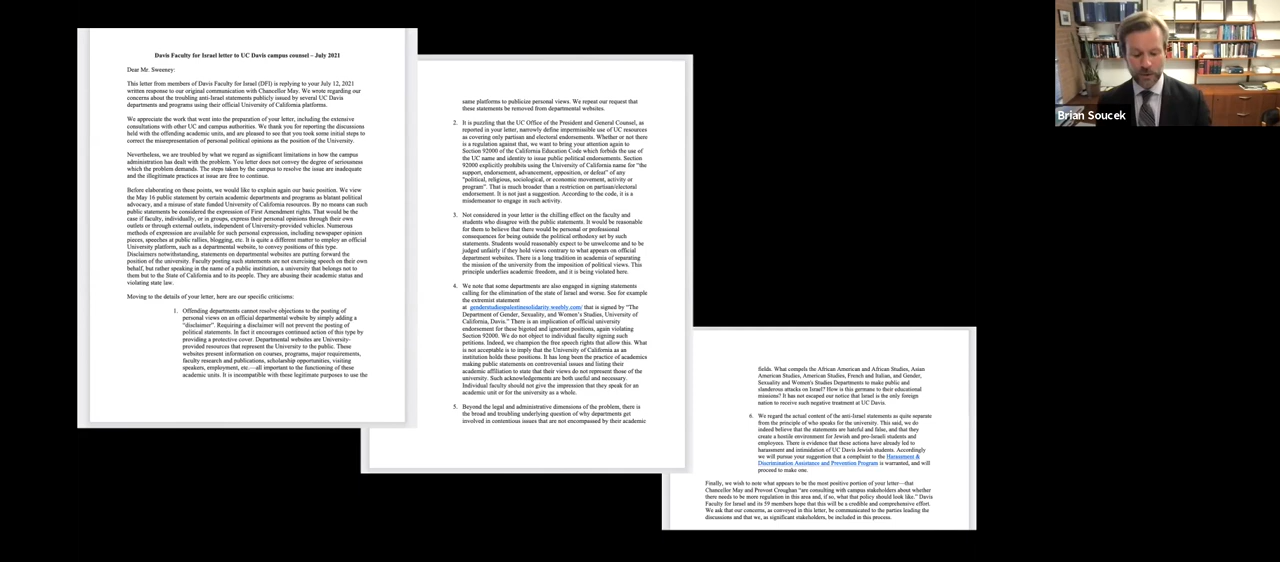 Davis Faculty for Israel letter to UC Davis campus counsel – July 2021
Dear Mr. Sweeney:
This letter from members of Davis Faculty for Israel (DFI) is replying to your July 12, 2021
written response to our original communication with Chancellor May. We wrote regarding our
concerns about the troubling anti-Israel statements publicly issued by several UC Davis
departments and programs using their official University of California platforms.
We appreciate the work that went into the preparation of your letter, including the extensive
consultations with other UC and campus authorities. We thank you for reporting the discussions
held with the offending academic units, and are pleased to see that you took some initial steps to
correct the misrepresentation of personal political opinions as the position of the University.
Nevertheless, we are troubled by what we regard as significant limitations in how the campus
administration has dealt with the problem. You letter does not convey the degree of seriousness
which the problem demands. The steps taken by the campus to resolve the issue are inadequate
and the illegitimate practices at issue are free to continue.
Before elaborating on these points, we would like to explain again our basic position. We view
the May 16 public statement by certain academic departments and programs as blatant political
advocacy, and a misuse of state funded University of California resources. By no means can such
public statements be considered the expression of First Amendment rights. That would be the
case if faculty, individually, or in groups, express their personal opinions through their own
outlets or through external outlets, independent of University-provided vehicles. Numerous
methods of expression are available for such personal expression, including newspaper opinion
pieces, speeches at public rallies, blogging, etc. It is quite a different matter to employ an official
University platform, such as a departmental website, to convey positions of this type.
Disclaimers notwithstanding, statements on departmental websites are putting forward the
position of the university. Faculty posting such statements are not exercising speech on their own
behalf, but rather speaking in the name of a public institution, a university that belongs not to
them but to the State of California and to its people. They are abusing their academic status and
violating state law.
Moving to the details of your letter, here are our specific criticisms:
1. Offending departments cannot resolve objections to the posting of
personal views on an official departmental website by simply adding a
“disclaimer”. Requiring a disclaimer will not prevent the posting of
political statements. In fact it encourages continued action of this type by
providing a protective cover. Departmental websites are University-
provided resources that represent the University to the public. These
websites present information on courses, programs, major requirements,
faculty research and publications, scholarship opportunities, visiting
speakers, employment, etc.—all important to the functioning of these
academic units. It is incompatible with these legitimate purposes to use the
same platforms to publicize personal views. We repeat our request that
these statements be removed from departmental websites.
2. It is puzzling that the UC Office of the President and General Counsel, as
reported in your letter, narrowly define impermissible use of UC resources
as covering only partisan and electoral endorsements. Whether or not there
is a regulation against that, we want to bring your attention again to
Section 92000 of the California Education Code which forbids the use of
the UC name and identity to issue public political endorsements. Section
92000 explicitly prohibits using the University of California name for “the
support, endorsement, advancement, opposition, or defeat” of any
“political, religious, sociological, or economic movement, activity or
program”. That is much broader than a restriction on partisan/electoral
endorsement. It is not just a suggestion. According to the code, it is a
misdemeanor to engage in such activity.
3. Not considered in your letter is the chilling effect on the faculty and
students who disagree with the public statements. It would be reasonable
for them to believe that there would be personal or professional
consequences for being outside the political orthodoxy set by such
statements. Students would reasonably expect to be unwelcome and to be
judged unfairly if they hold views contrary to what appears on official
department websites. There is a long tradition in academia of separating
the mission of the university from the imposition of political views. This
principle underlies academic freedom, and it is being violated here.
4. We note that some departments are also engaged in signing statements
calling for the elimination of the state of Israel and worse. See for example
the extremist statement
at genderstudiespalestinesolidarity.weebly.com/ that is signed by “The
Department of Gender, Sexuality, and Women’s Studies, University of
California, Davis.” There is an implication of official university
endorsement for these bigoted and ignorant positions, again violating
Section 92000. We do not object to individual faculty signing such
petitions. Indeed, we champion the free speech rights that allow this. What
is not acceptable is to imply that the University of California as an
institution holds these positions. It has long been the practice of academics
making public statements on controversial issues and listing their
academic affiliation to state that their views do not represent those of the
university. Such acknowledgements are both useful and necessary.
Individual faculty should not give the impression that they speak for an
academic unit or for the university as a whole.
5. Beyond the legal and administrative dimensions of the problem, there is
the broad and troubling underlying question of why departments get
involved in contentious issues that are not encompassed by their academic
fields. What compels the African American and African Studies, Asian
American Studies, American Studies, French and Italian, and Gender,
Sexuality and Women's Studies Departments to make public and
slanderous attacks on Israel? How is this germane to their educational
missions? It has not escaped our notice that Israel is the only foreign
nation to receive such negative treatment at UC Davis.
6. We regard the actual content of the anti-Israel statements as quite separate
from the principle of who speaks for the university. This said, we do
indeed believe that the statements are hateful and false, and that they
create a hostile environment for Jewish and pro-Israeli students and
employees. There is evidence that these actions have already led to
harassment and intimidation of UC Davis Jewish students. Accordingly
we will pursue your suggestion that a complaint to the Harassment &
Discrimination Assistance and Prevention Program is warranted, and will
proceed to make one.
Finally, we wish to note what appears to be the most positive portion of your letter—that
Chancellor May and Provost Croughan “are consulting with campus stakeholders about whether
there needs to be more regulation in this area and, if so, what that policy should look like.” Davis
Faculty for Israel and its 59 members hope that this will be a credible and comprehensive effort.
We ask that our concerns, as conveyed in this letter, be communicated to the parties leading the
discussions and that we, as significant stakeholders, be included in this process.
Brian Soucek